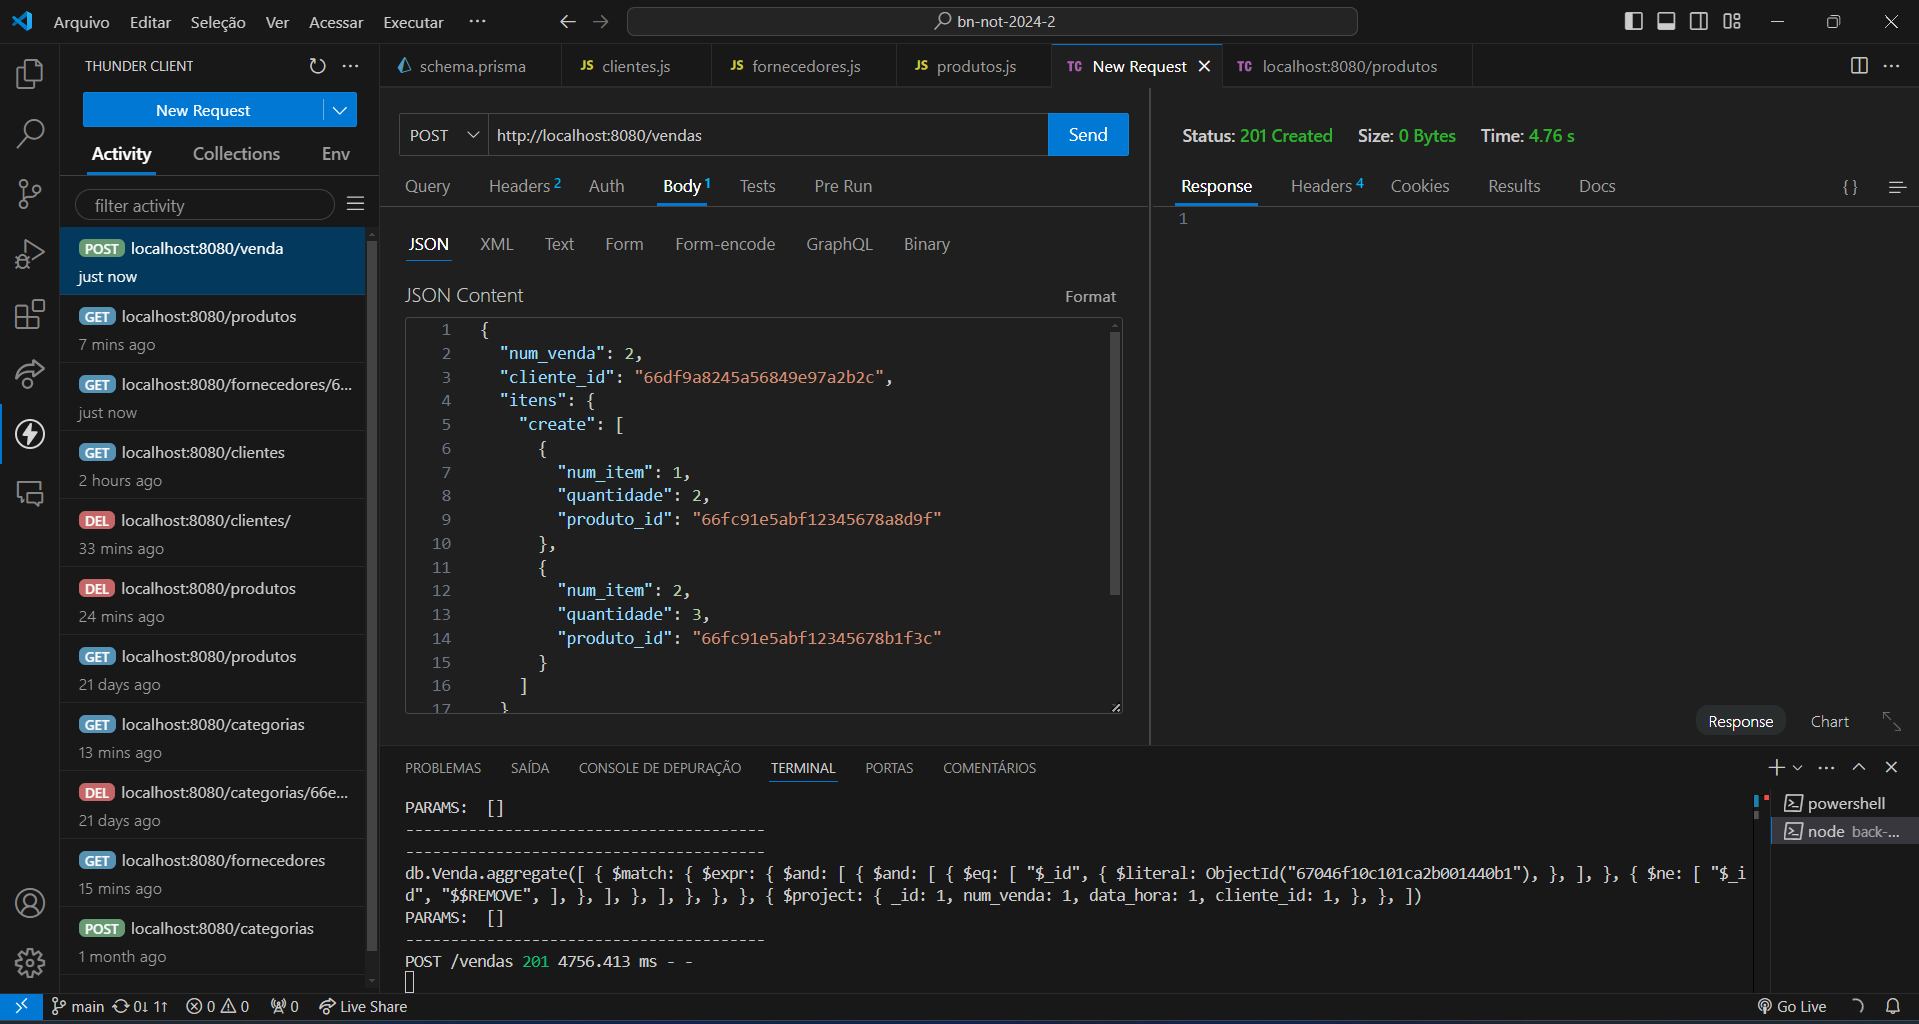 Arquivo Editar Seleção Ver Acessar Executar ···
bn-not-2024-2
THUNDER CLIENT
New Request
Activity Collections Env
filter activity
POST localhost:8080/venda
just now
GET localhost:8080/produtos
7 mins ago
GET localhost:8080/fornecedores/6...
just now
GET localhost:8080/clientes
2 hours ago
DEL localhost:8080/clientes/
33 mins ago
DEL localhost:8080/produtos
24 mins ago
GET localhost:8080/produtos
21 days ago
GET localhost:8080/categorias
13 mins ago
DEL localhost:8080/categorias/66e...
21 days ago
GET localhost:8080/fornecedores
15 mins ago
POST localhost:8080/categorias
1 month ago
schema.prisma JS clientes.js JS fornecedores.js JS produtos.js TC New Request TC localhost:8080/produtos
POST http://localhost:8080/vendas Send
Query Headers 2 Auth Body 1 Tests Pre Run
JSON XML Text Form Form-encode GraphQL Binary
JSON Content Format
1 {
2 "num_venda": 2,
3 "cliente_id": "66df9a8245a56849e97a2b2c",
4 "itens": {
5 "create": [
6 {
7 "num_item": 1,
8 "quantidade": 2,
9 "produto_id": "66fc91e5abf12345678a8d9f"
10 },
11 {
12 "num_item": 2,
13 "quantidade": 3,
14 "produto_id": "66fc91e5abf12345678b1f3c"
15 }
16 ]
17 }
Status: 201 Created Size: 0 Bytes Time: 4.76 s
Response Headers 4 Cookies Results Docs {}
1
Response Chart
PROBLEMAS SAÍDA CONSOLE DE DEPURAÇÃO TERMINAL PORTAS COMENTÁRIOS
PARAMS: []
----------------------------------------
----------------------------------------
db.Venda.aggregate([ { $match: { $expr: { $and: [ { $and: [ { $eq: [ "$_id", { $literal: ObjectId("67046f10c101ca2b001440b1"), }, ], }, { $ne: [ "$_i
d", "$$REMOVE", ], }, ], }, ], }, }, }, { $project: { _id: 1, num_venda: 1, data_hora: 1, cliente_id: 1, }, }, ])
PARAMS: []
----------------------------------------
POST /vendas 201 4756.413 ms - -
powershell
node back-...
main 0↓ 1↑ 0 0 0 Live Share
Go Live